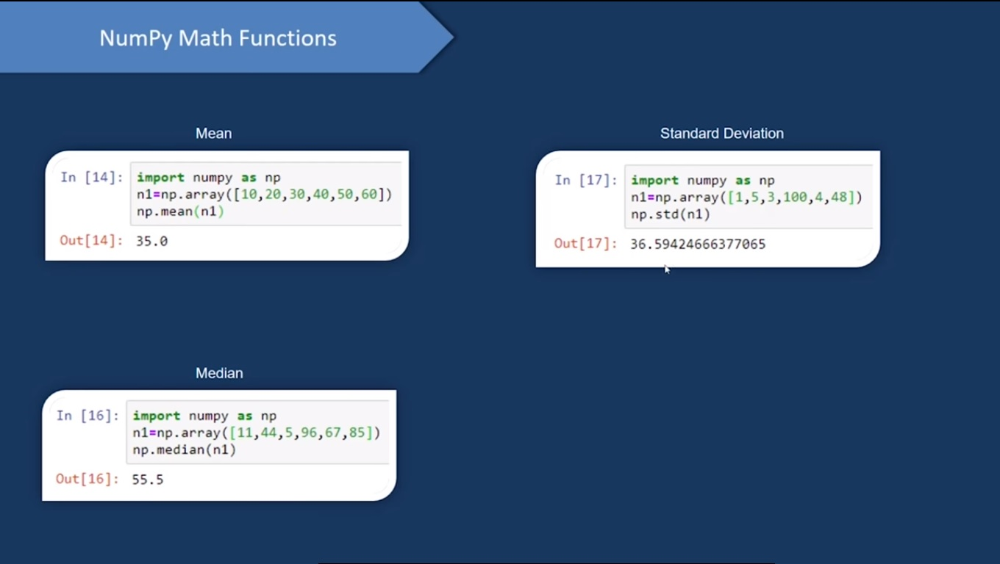 NumPy Math Functions
Mean
In [14]: import numpy as np
n1=np.array([10,20,30,40,50,60])
np.mean(n1)
Out[14]: 35.0
Standard Deviation
In [17]: import numpy as np
n1=np.array([1,5,3,100,4,48])
np.std(n1)
Out[17]: 36.59424666377065
Median
In [16]: import numpy as np
n1=np.array([11,44,5,96,67,85])
np.median(n1)
Out[16]: 55.5